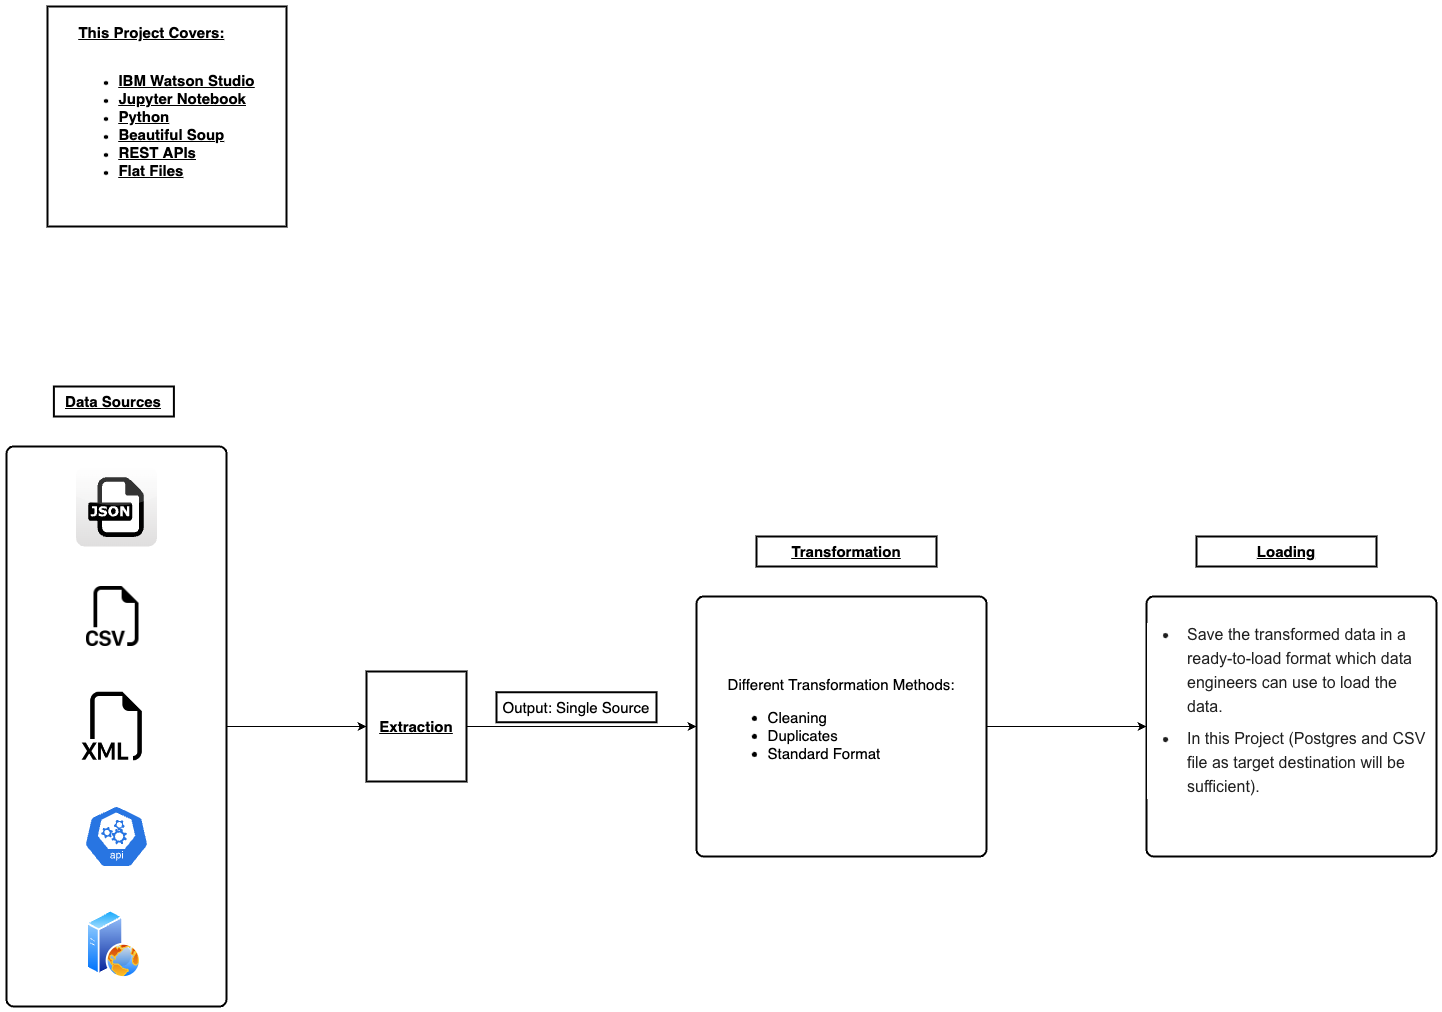 This Project Covers:
IBM Watson Studio
Jupyter Notebook
Python
Beautiful Soup
REST APIs
Flat Files
Data Sources
JSON
CSV
XML
api
Extraction
Output: Single Source
Transformation
Different Transformation Methods:
Cleaning
Duplicates
Standard Format
Loading
Save the transformed data in a
ready-to-load format which data
engineers can use to load the
data.
In this Project (Postgres and CSV
file as target destination will be
sufficient).